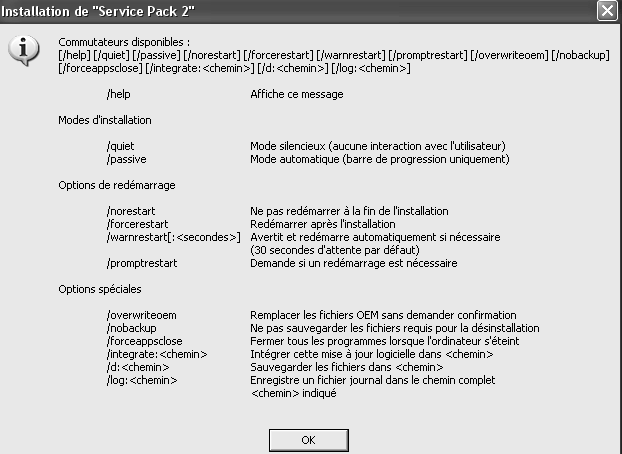 Installation de "Service Pack 2"
Commutateurs disponibles :
[/help] [/quiet] [/passive] [/norestart] [/forcerestart] [/warnrestart] [/promptrestart] [/overwriteoem] [/nobackup]
[/forceappsclose] [/integrate:<chemin>] [/d:<chemin>] [/log:<chemin>]
/help Affiche ce message
Modes d'installation
/quiet Mode silencieux (aucune interaction avec l'utilisateur)
/passive Mode automatique (barre de progression uniquement)
Options de redémarrage
/norestart Ne pas redémarrer à la fin de l'installation
/forcerestart Redémarrer après l'installation
/warnrestart[:<secondes>] Avertit et redémarre automatiquement si nécessaire
(30 secondes d'attente par défaut)
/promptrestart Demande si un redémarrage est nécessaire
Options spéciales
/overwriteoem Remplacer les fichiers OEM sans demander confirmation
/nobackup Ne pas sauvegarder les fichiers requis pour la désinstallation
/forceappsclose Fermer tous les programmes lorsque l'ordinateur s'éteint
/integrate:<chemin> Intégrer cette mise à jour logicielle dans <chemin>
/d:<chemin> Sauvegarder les fichiers dans <chemin>
/log:<chemin> Enregistre un fichier journal dans le chemin complet
<chemin> indiqué
OK